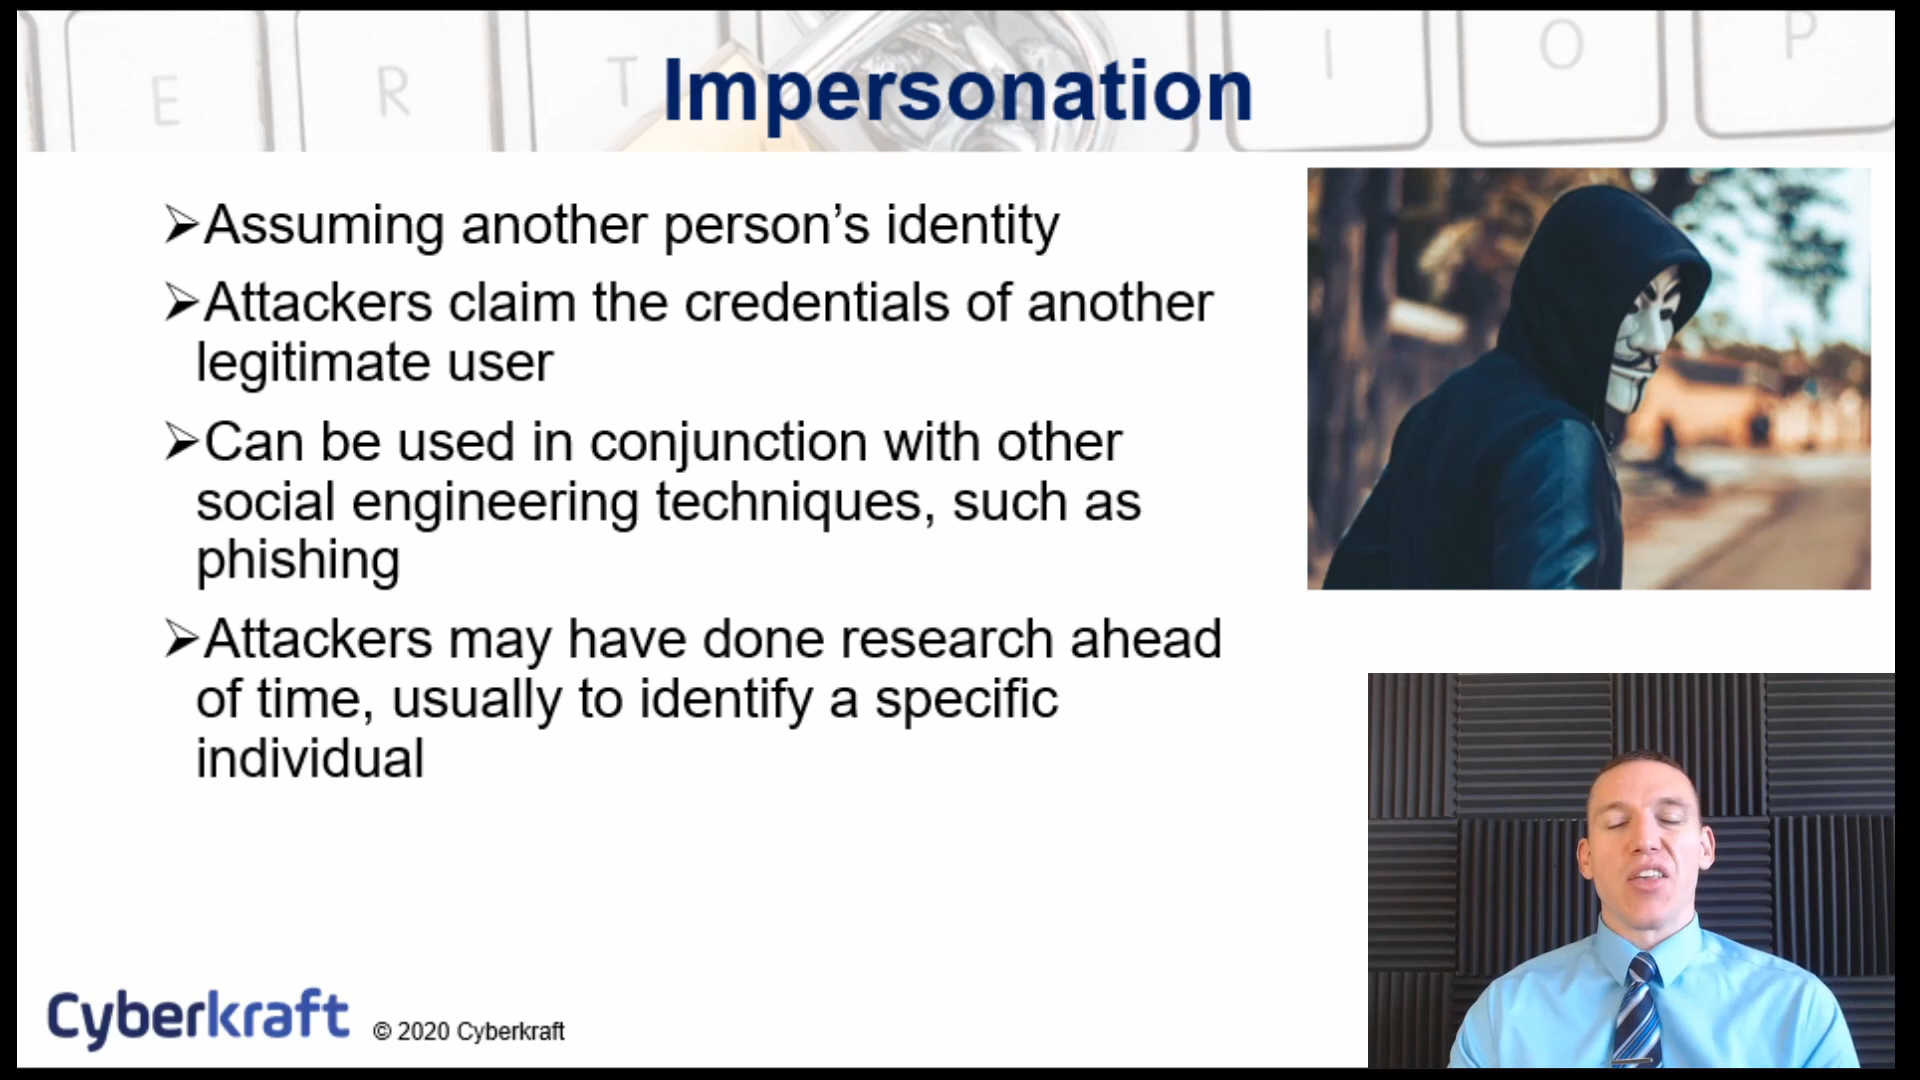 E R T I O P
Impersonation
➢Assuming another person’s identity
➢Attackers claim the credentials of another
legitimate user
➢Can be used in conjunction with other
social engineering techniques, such as
phishing
➢Attackers may have done research ahead
of time, usually to identify a specific
individual
Cyberkraft © 2020 Cyberkraft